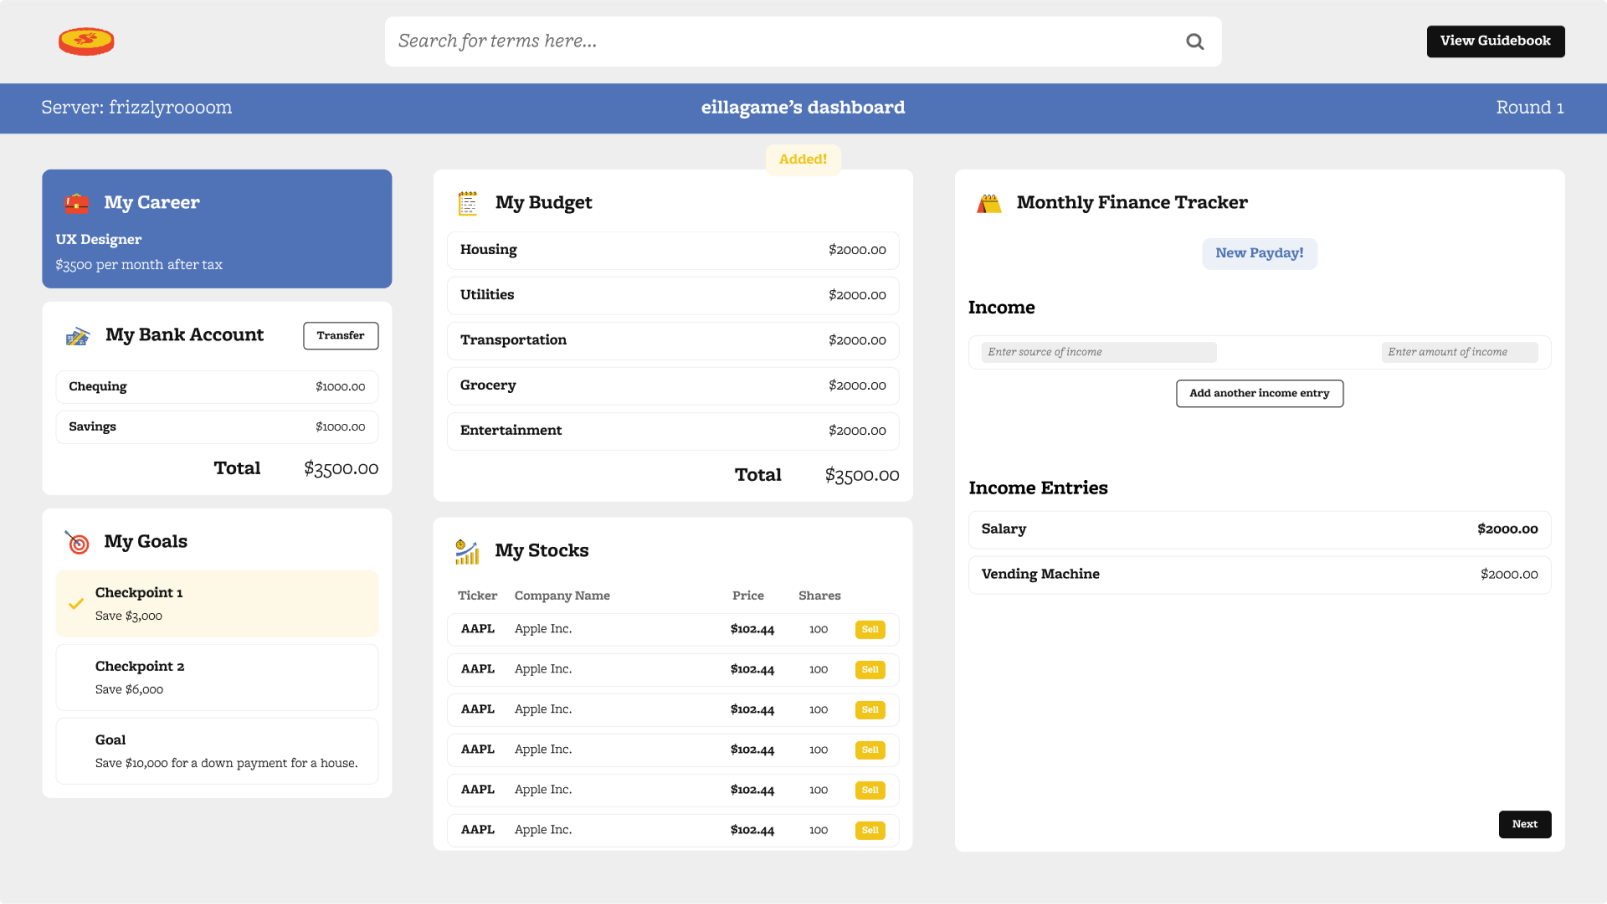 Search for terms here...
View Guidebook
Server: frizzlyroooom
eillagame's dashboard
Round 1
Added!
My Career
UX Designer
$3500 per month after tax
My Bank Account
Transfer
Chequing $1000.00
Savings $1000.00
Total $3500.00
My Goals
Checkpoint 1
Save $3,000
Checkpoint 2
Save $6,000
Goal
Save $10,000 for a down payment for a house.
My Budget
Housing $2000.00
Utilities $2000.00
Transportation $2000.00
Grocery $2000.00
Entertainment $2000.00
Total $3500.00
My Stocks
Ticker Company Name Price Shares
AAPL Apple Inc. $102.44 100 Sell
AAPL Apple Inc. $102.44 100 Sell
AAPL Apple Inc. $102.44 100 Sell
AAPL Apple Inc. $102.44 100 Sell
AAPL Apple Inc. $102.44 100 Sell
AAPL Apple Inc. $102.44 100 Sell
Monthly Finance Tracker
New Payday!
Income
Enter source of income Enter amount of income
Add another income entry
Income Entries
Salary $2000.00
Vending Machine $2000.00
Next